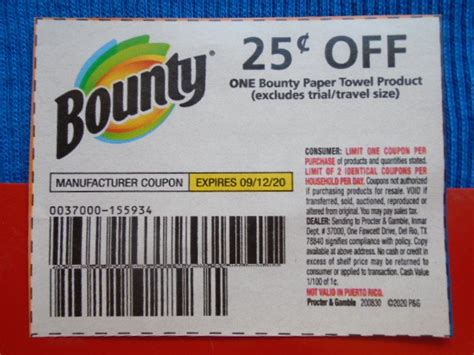 Bounty
25¢ OFF
ONE Bounty Paper Towel Product
(excludes trial/travel size)
MANUFACTURER COUPON EXPIRES 09/12/20
0037000-155934
CONSUMER: LIMIT ONE COUPON PER
PURCHASE of products and quantities stated.
LIMIT OF 2 IDENTICAL COUPONS PER
HOUSEHOLD PER DAY. Coupons not authorized
if purchasing products for resale. VOID if
transferred, sold, auctioned, reproduced or
altered from original. You may pay sales tax.
DEALER: Sending to Procter & Gamble, Inmar
Dept. # 37000, One Fawcett Drive, Del Rio, TX
78840 signifies compliance with policy. Copy
available at above address. No cash or credit in
excess of shelf price may be returned to
consumer or applied to transaction. Cash Value
1/100 of 1¢.
NOT VALID IN PUERTO RICO.
Procter & Gamble 200830 ©2020 P&G